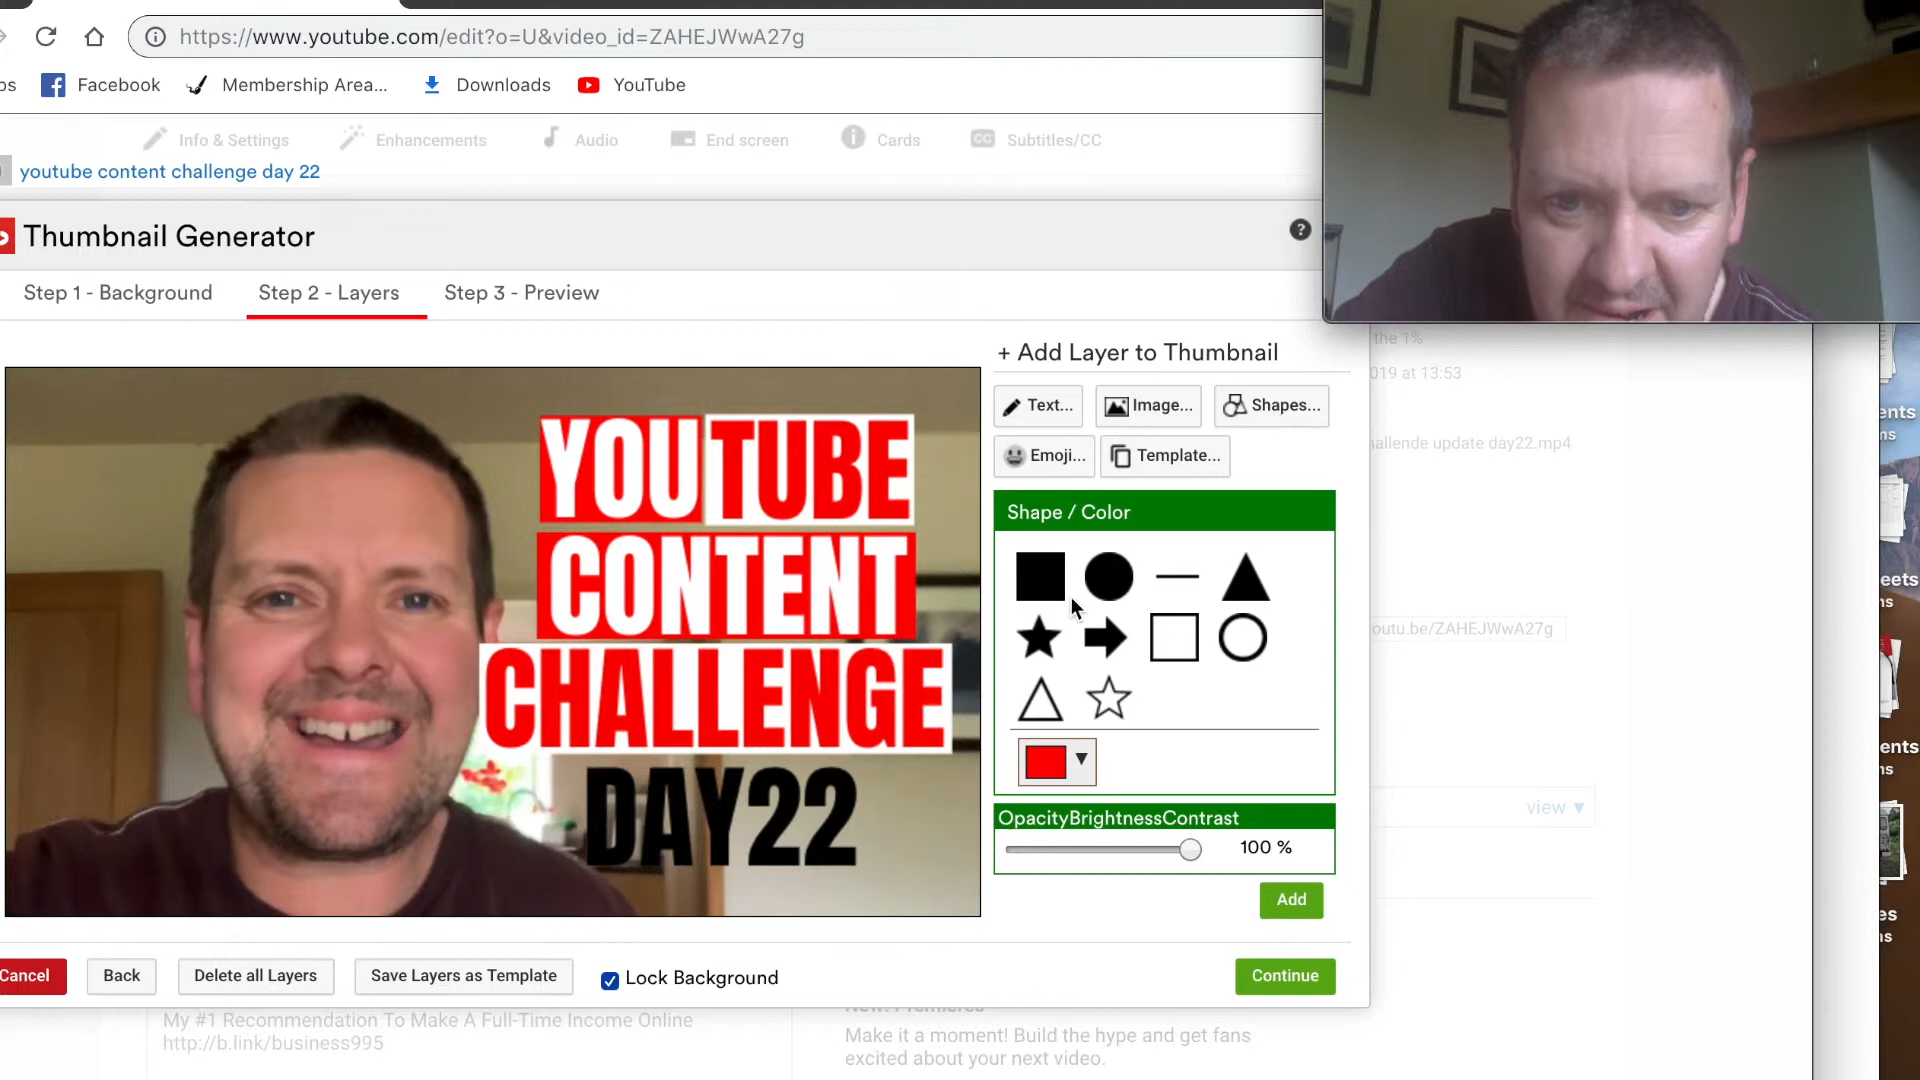 https://www.youtube.com/edit?o=U&video_id=ZAHEJWwA27g
Facebook
Membership Area...
Downloads
YouTube
Info & Settings
Enhancements
Audio
End screen
Cards
CC
Subtitles/CC
youtube content challenge day 22
Thumbnail Generator
?
Step 1 - Background
Step 2 - Layers
Step 3 - Preview
the 1%
+ Add Layer to Thumbnail
019 at 13:53
Text...
Image...
Shapes...
Emoji...
Template...
update day22.mp4
YOUTUBE
CONTENT
CHALLENGE
DAY22
Shape / Color
outu.be/ZAHEJWwA27g
OpacityBrightnessContrast
100 %
view
Add
Cancel
Back
Delete all Layers
Save Layers as Template
Lock Background
Continue
My #1 Recommendation To Make A Full-Time Income Online
http://b.link/business995
Make it a moment! Build the hype and get fans
excited about your next video.